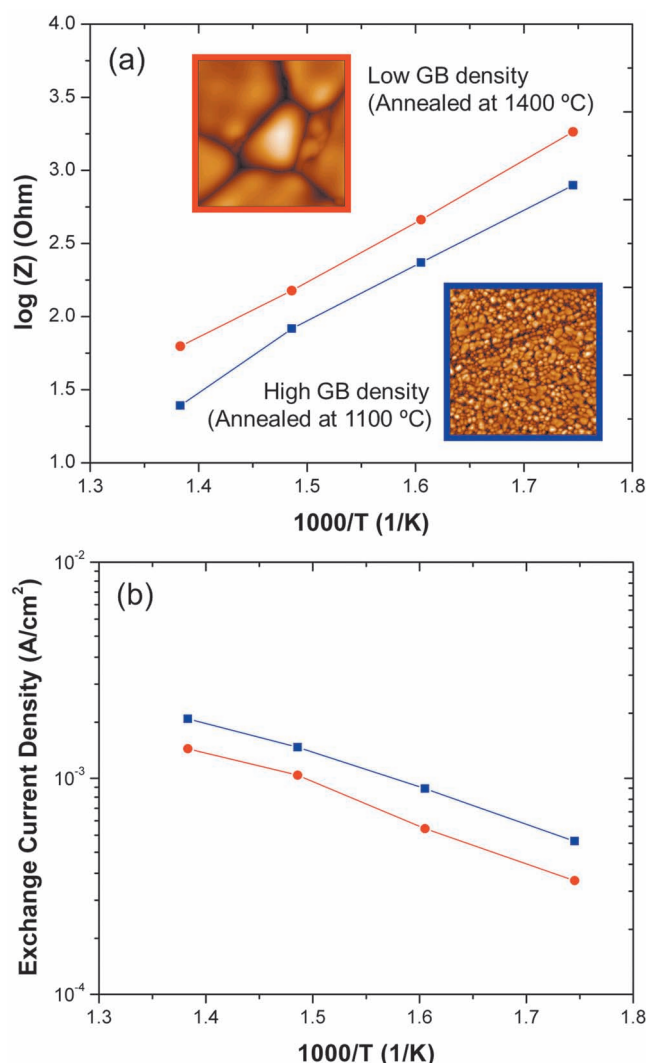 (a)
Low GB density
(Annealed at 1400 ºC)
High GB density
(Annealed at 1100 ºC)
log (Z) (Ohm)
4.0
3.5
3.0
2.5
2.0
1.5
1.0
1.3 1.4 1.5 1.6 1.7 1.8
1000/T (1/K)
(b)
Exchange Current Density (A/cm²)
10⁻²
10⁻³
10⁻⁴
1.3 1.4 1.5 1.6 1.7 1.8
1000/T (1/K)